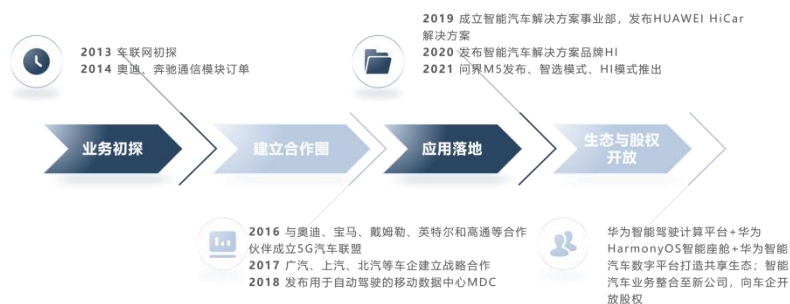 2019 成立智能汽车解决方案事业部，发布HUAWEI HiCar
解决方案
2020 发布智能汽车解决方案品牌HI
2021 问界M5发布、智选模式、HI模式推出
2013 车联网初探
2014 奥迪、奔驰通信模块订单
业务初探
建立合作圈
应用落地
生态与股权
开放
2016 与奥迪、宝马、戴姆勒、英特尔和高通等合作
伙伴成立5G汽车联盟
2017 广汽、上汽、北汽等车企建立战略合作
2018 发布用于自动驾驶的移动数据中心MDC
华为智能驾驶计算平台+华为
HarmonyOS智能座舱+华为智能
汽车数字平台打造共享生态；智能
汽车业务整合至新公司，向车企开
放股权